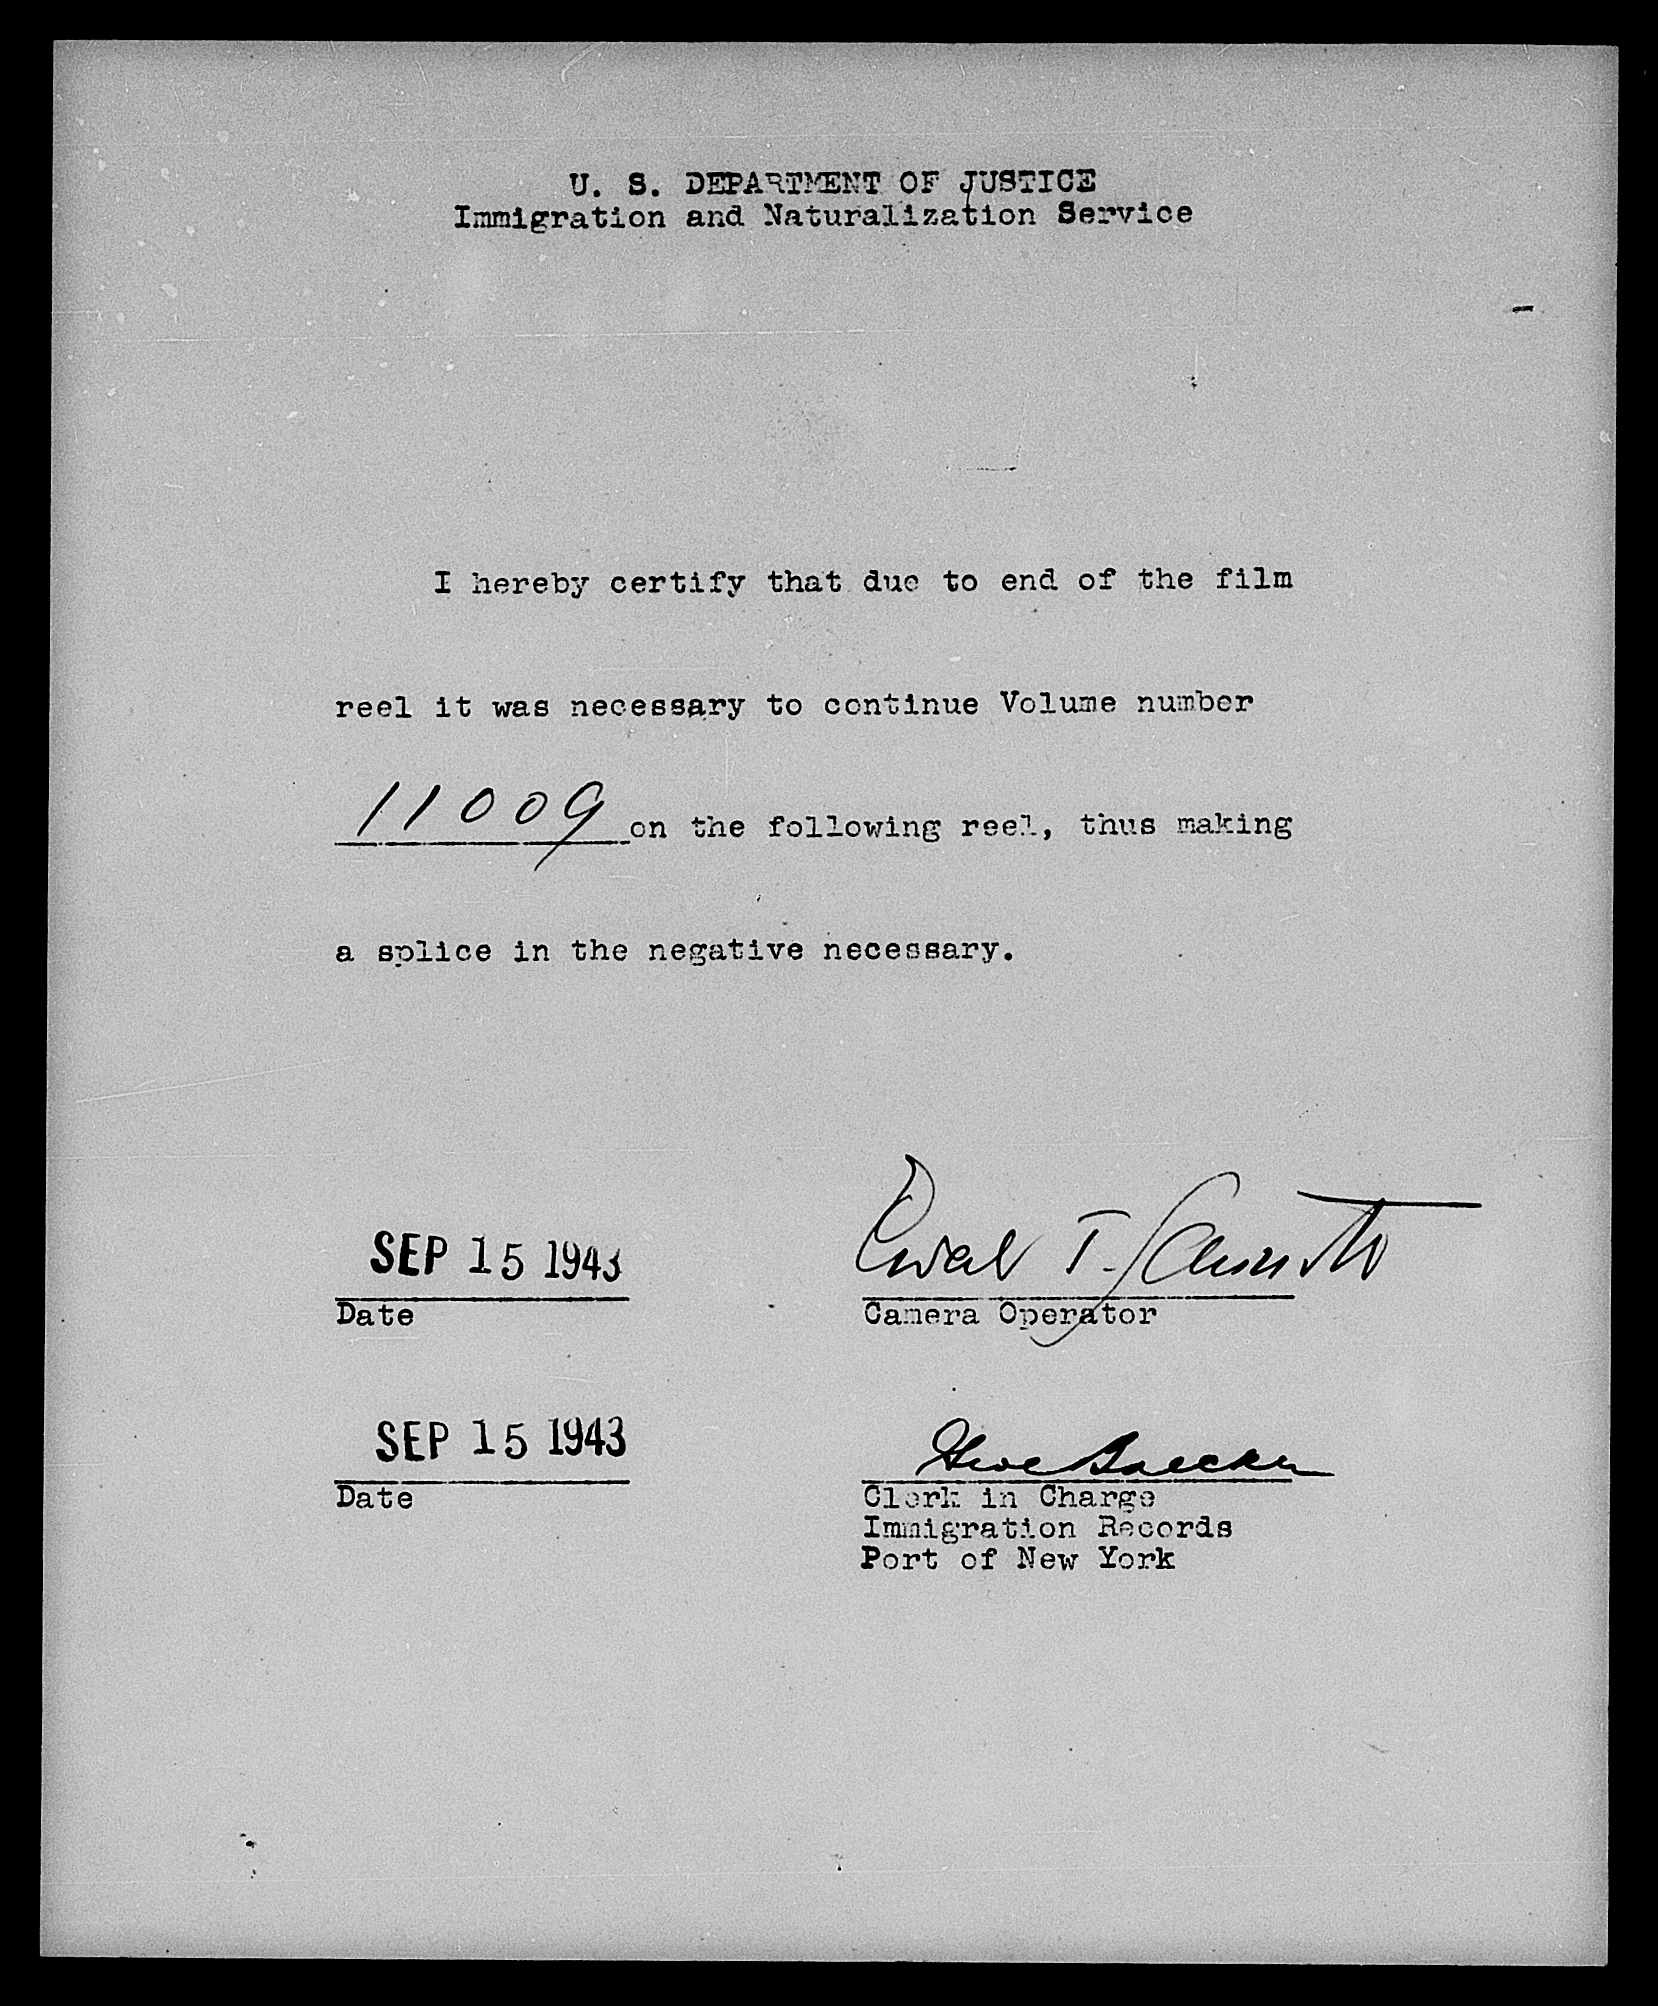 U. S. DEPARTMENT OF JUSTICE
Immigration and Naturalization Service
I hereby certify that due to end of the film
reel it was necessary to continue Volume number
11009 on the following reel, thus making
a splice in the negative necessary.
SEP 15 1943
Date
T.
Camera Operator
SEP 15 1943
Date
Clerk in Charge
Immigration Records
Port of New York